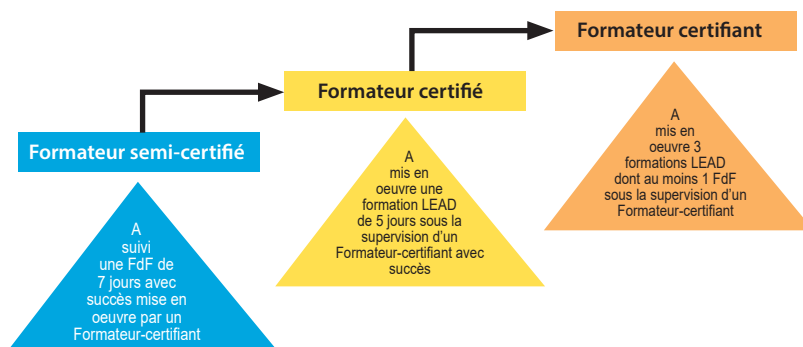 Formateur semi-certifié
A
suivi
une FdF de
7 jours avec
succès mise en
oeuvre par un
Formateur-certifiant
Formateur certifié
A
mis en
oeuvre une
formation LEAD
de 5 jours sous la
supervision d’un
Formateur-certifiant avec
succès
Formateur certifiant
A
mis en
oeuvre 3
formations LEAD
dont au moins 1 FdF
sous la supervision d’un
Formateur-certifiant